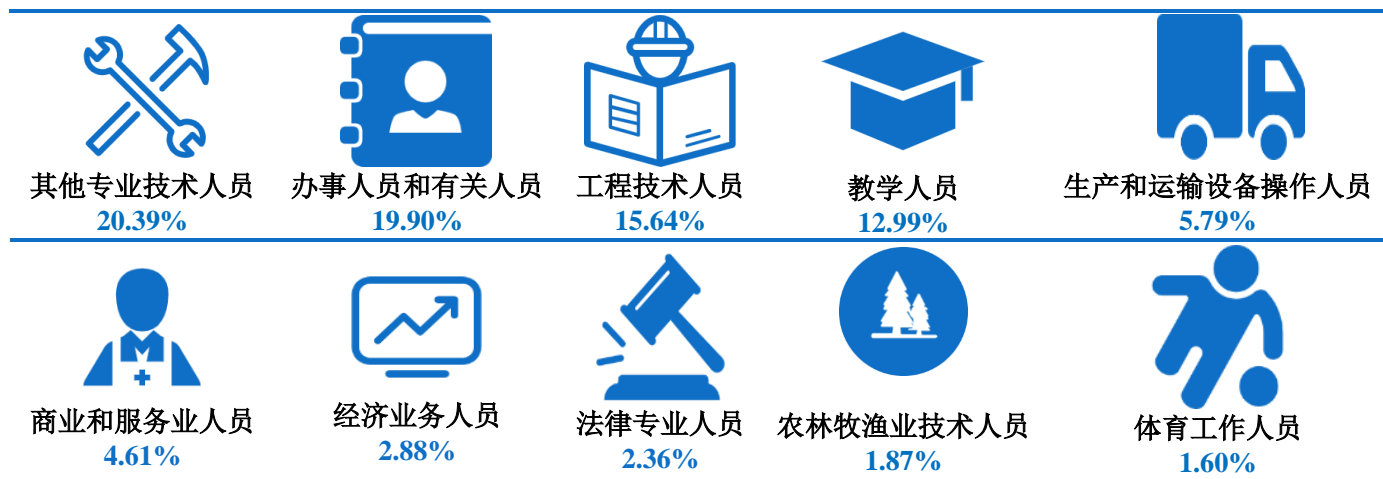 其他专业技术人员
20.39%
办事人员和有关人员
19.90%
工程技术人员
15.64%
教学人员
12.99%
生产和运输设备操作人员
5.79%
商业和服务业人员
4.61%
经济业务人员
2.88%
法律专业人员
2.36%
农林牧渔业技术人员
1.87%
体育工作人员
1.60%